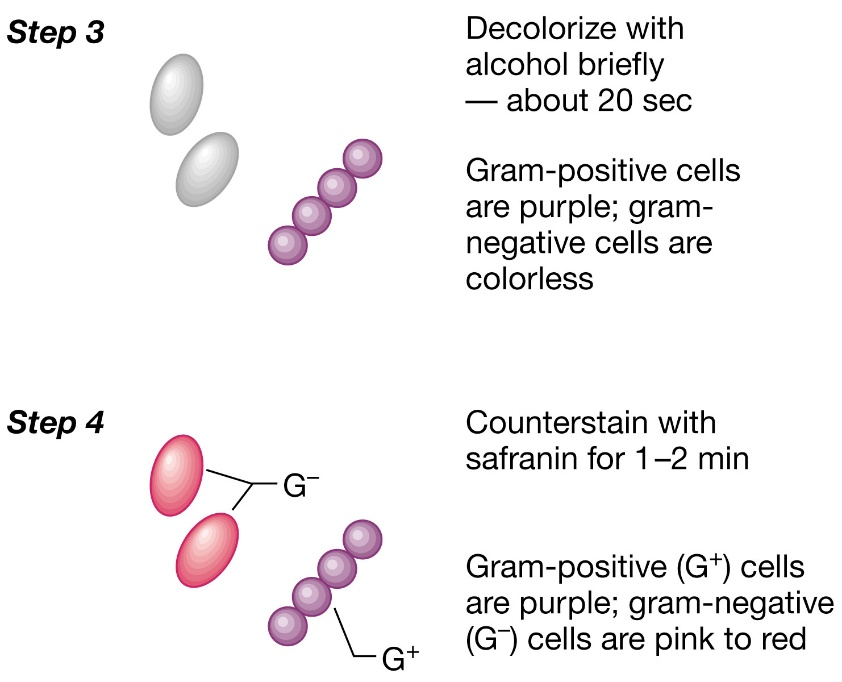 Step 3
Decolorize with
alcohol briefly
— about 20 sec
Gram-positive cells
are purple; gram-
negative cells are
colorless
Step 4
Counterstain with
safranin for 1–2 min
G⁻
Gram-positive (G⁺) cells
are purple; gram-negative
(G⁻) cells are pink to red
G⁺